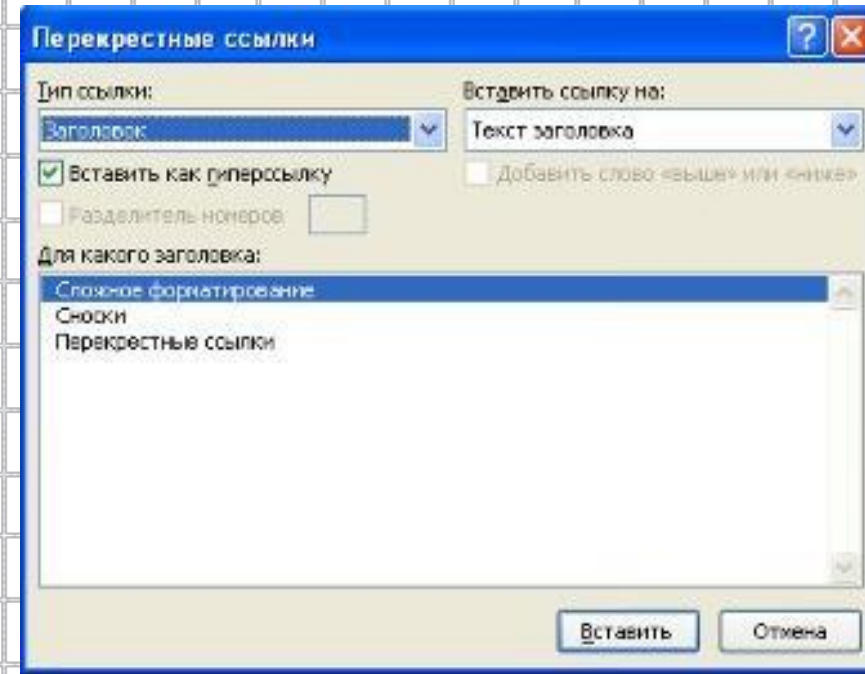 Перекрестные ссылки
Тип ссылки:
Вставить ссылку на:
Заголовок
Текст заголовка
Вставить как гиперссылку
Добавить слово «выше» или «ниже»
Разделитель номеров
Для какого заголовка:
Сложное форматирование
Сноски
Перекрестные ссылки
Вставить
Отмена